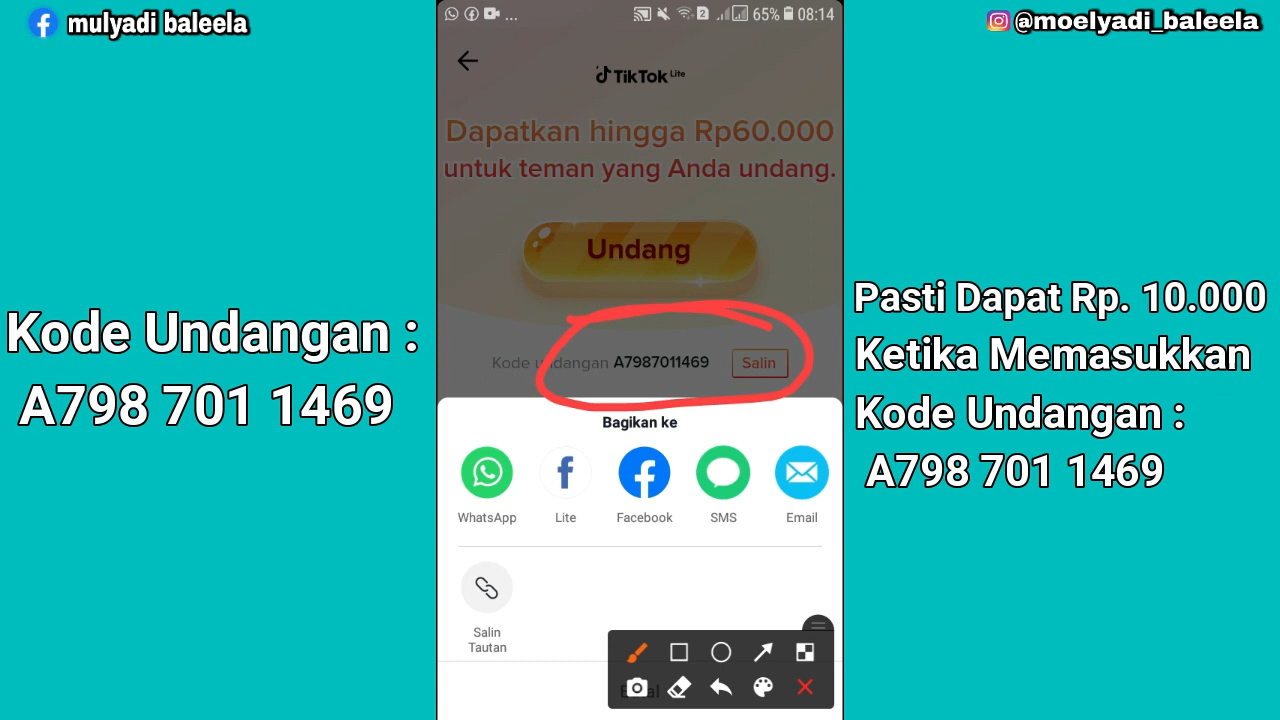 mulyadi baleela
@moelyadi_baleela
... 2 65% 08:14
TikTok Lite
Dapatkan hingga Rp60.000
untuk teman yang Anda undang.
Undang
Kode undangan A7987011469 Salin
Kode Undangan :
A798 701 1469
Pasti Dapat Rp. 10.000
Ketika Memasukkan
Kode Undangan :
A798 701 1469
Bagikan ke
WhatsApp Lite Facebook SMS Email
Salin
Tautan